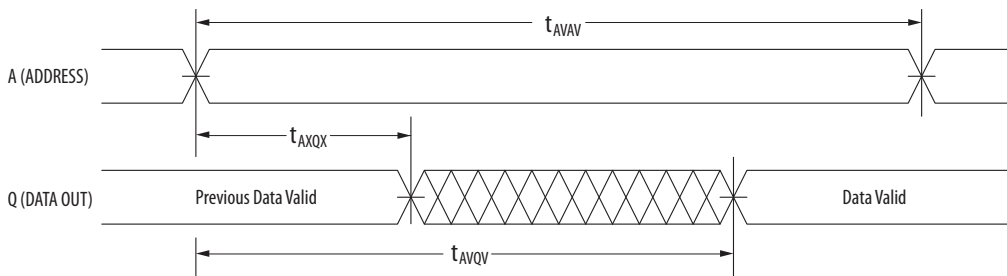 tAVAV
A (ADDRESS)
tAXQX
Q (DATA OUT) Previous Data Valid Data Valid
tAVQV